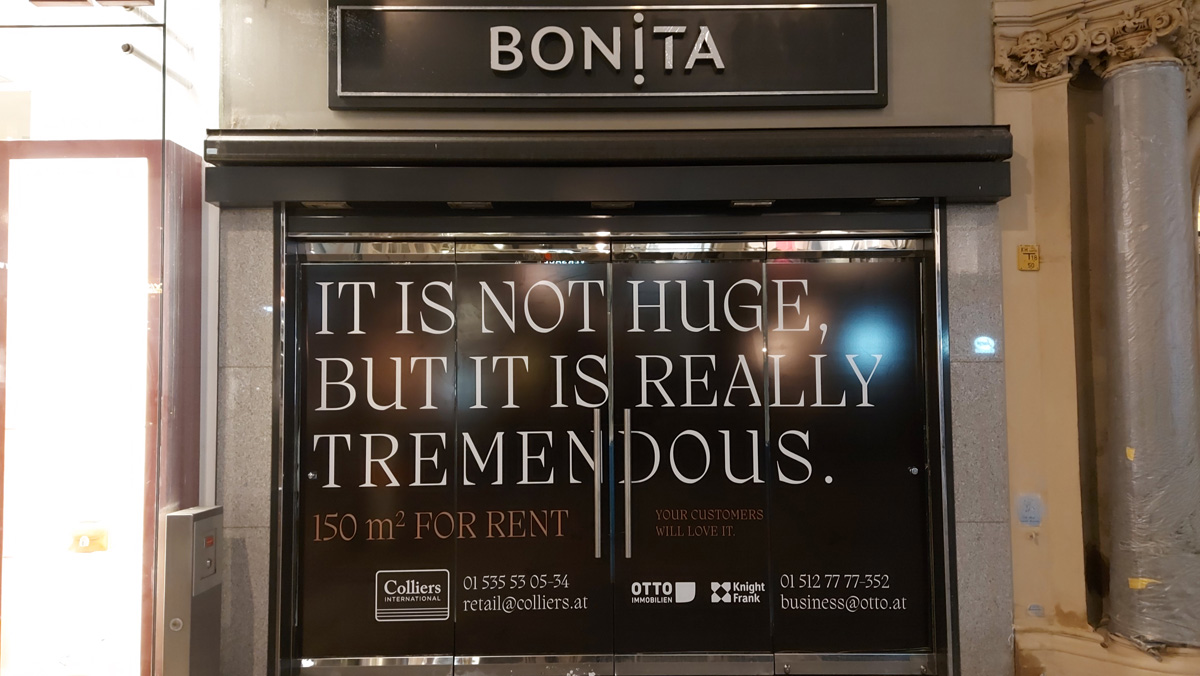 BONITA
IT IS NOT HUGE,
BUT IT IS REALLY
TREMENDOUS.
150 m² FOR RENT
YOUR CUSTOMERS
WILL LOVE IT.
Colliers
INTERNATIONAL
01 535 53 05-34
retail@colliers.at
OTTO
IMMOBILIEN
Knight
Frank
01 512 77 77-352
business@otto.at